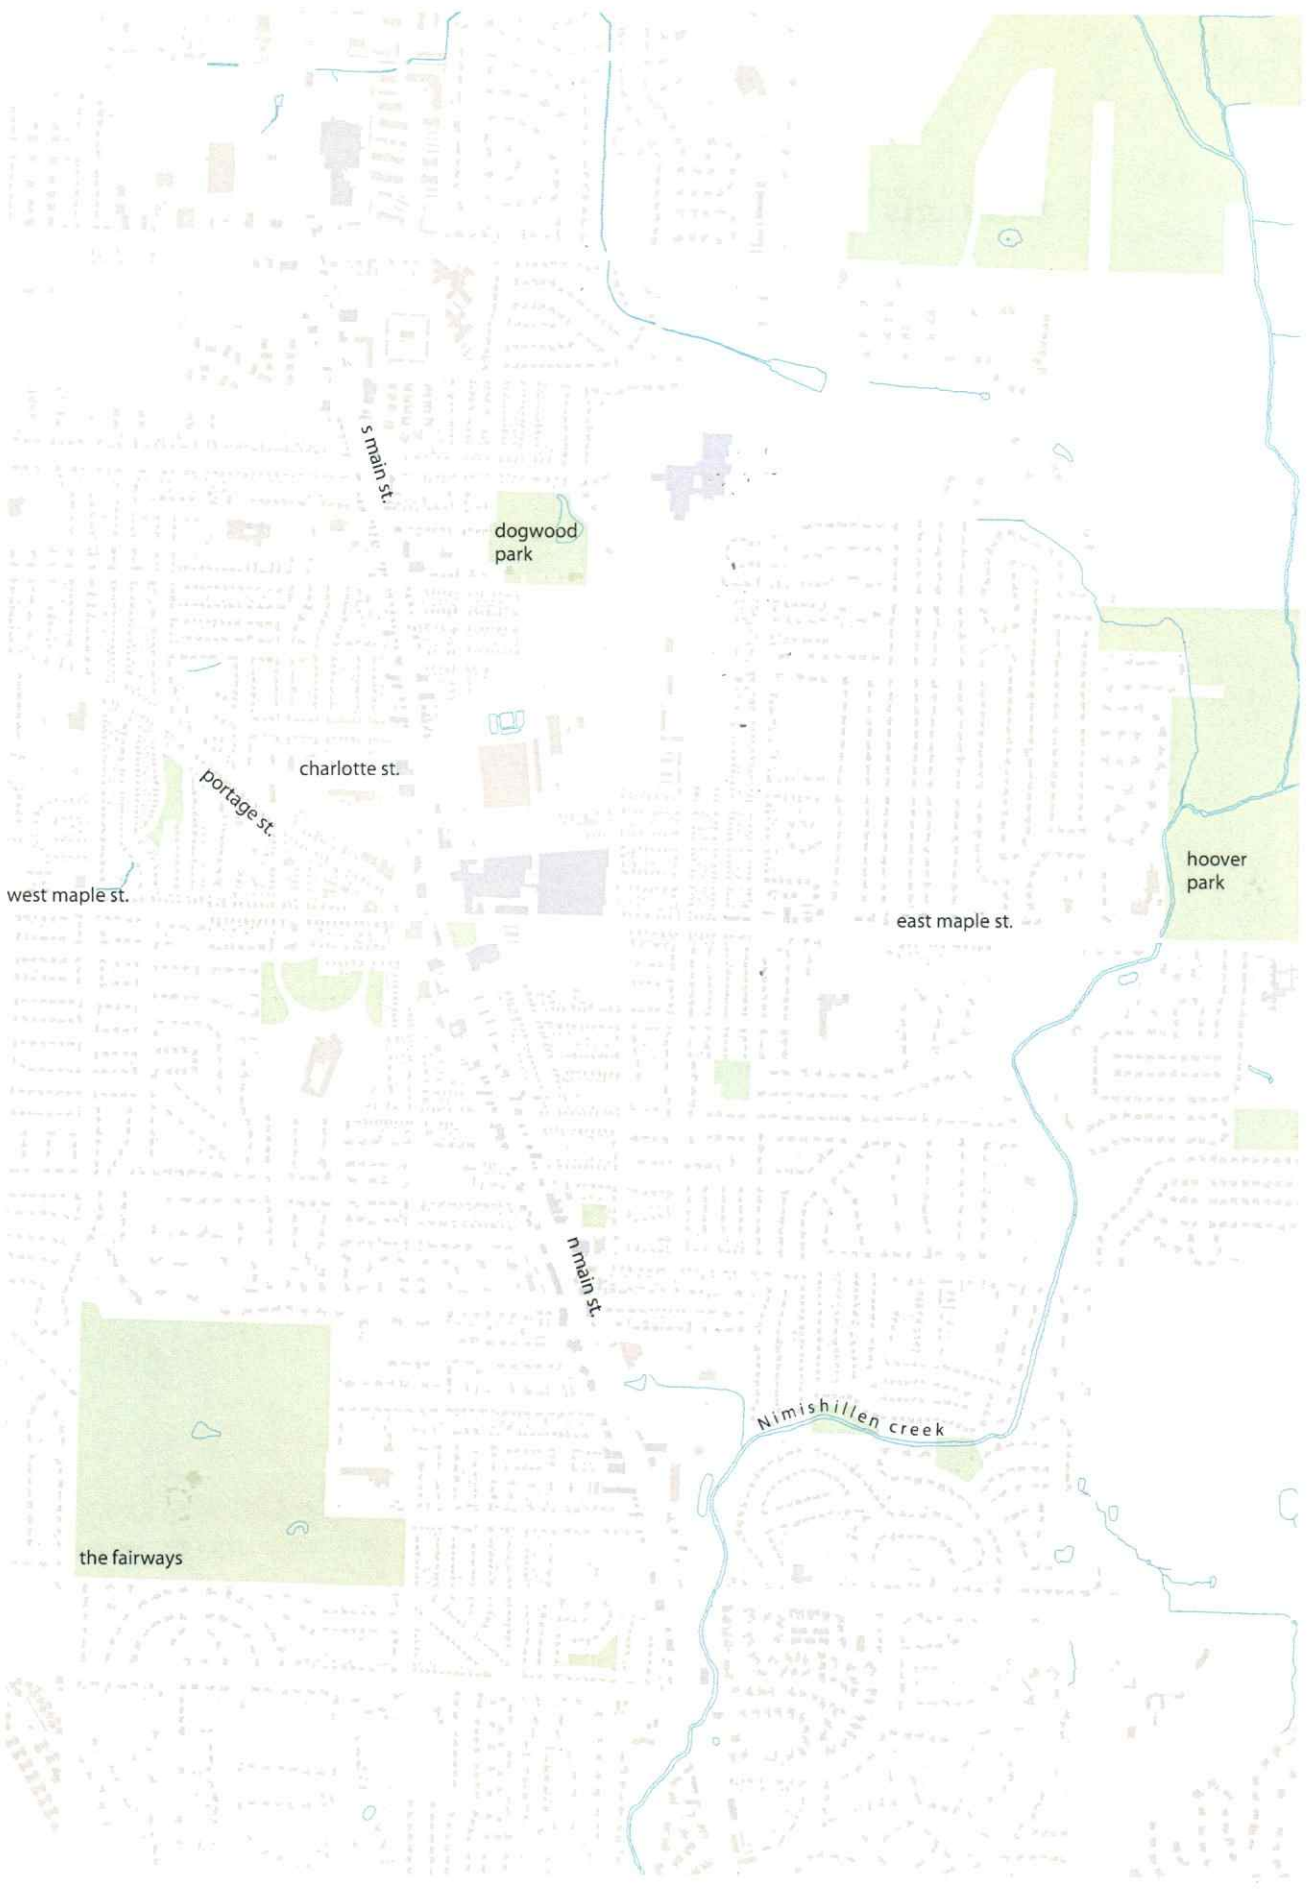 s main st.
dogwood
park
charlotte st.
portage st.
hoover
park
west maple st.
east maple st.
n main st.
Nimishillen creek
the fairways